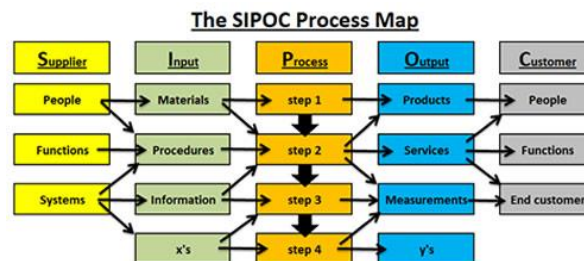 The SIPOC Process Map
Supplier Input Process Output Customer
People Materials step 1 Products People
Functions Procedures step 2 Services Functions
Systems Information step 3 Measurements End customer
x's step 4 y's